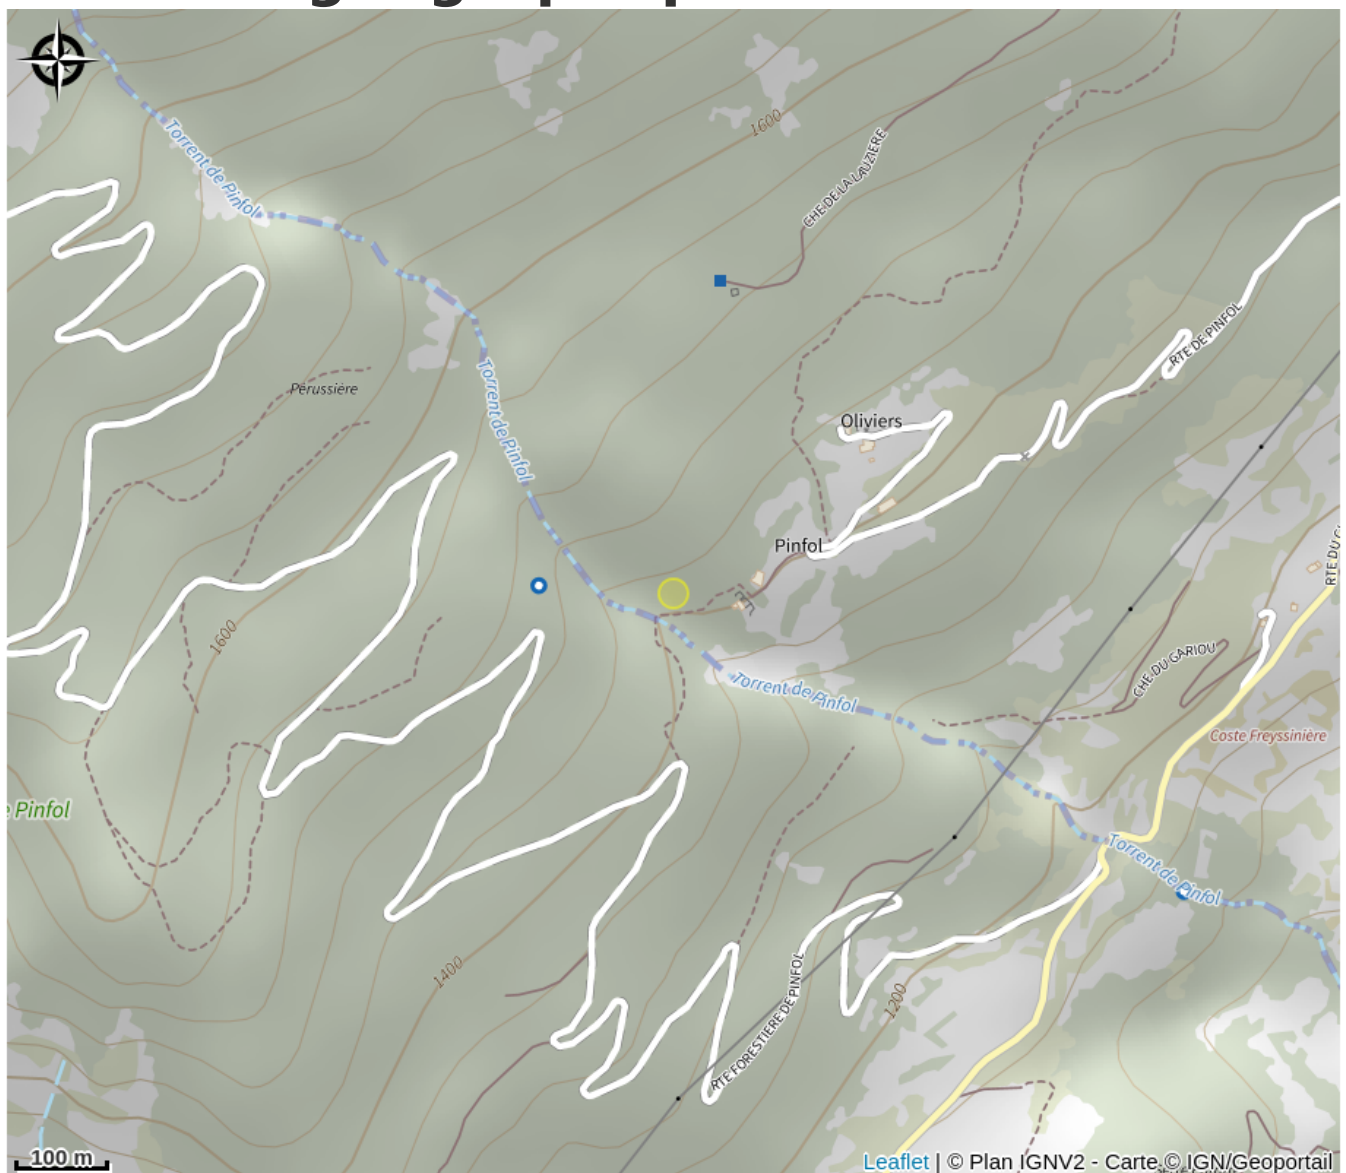 Torrent de Pinfol
1600
CHE DE LA LAUZIERE
RTE DE PINFOL
Torrent de Pinfol
Pérussière
Oliviers
Pinfol
RTE DU
1600
Torrent de Pinfol
CHE DU GARIOU
Coste Freyssinière
e Pinfol
Torrent de Pinfol
1400
1200
RTE FORESTIERE DE PINFOL
100 m
Leaflet | © Plan IGNV2 - Carte © IGN/Geoportail